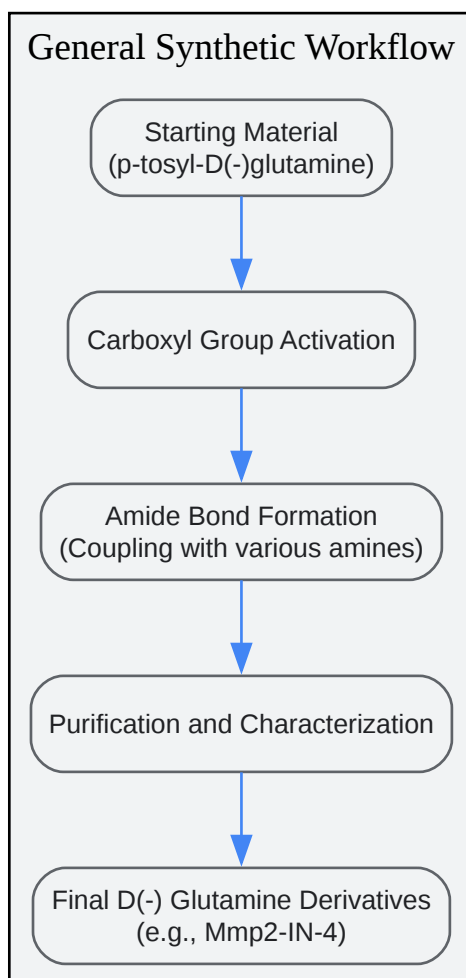 General Synthetic Workflow
Starting Material
(p-tosyl-D(-)glutamine)
Carboxyl Group Activation
Amide Bond Formation
(Coupling with various amines)
Purification and Characterization
Final D(-) Glutamine Derivatives
(e.g., Mmp2-IN-4)